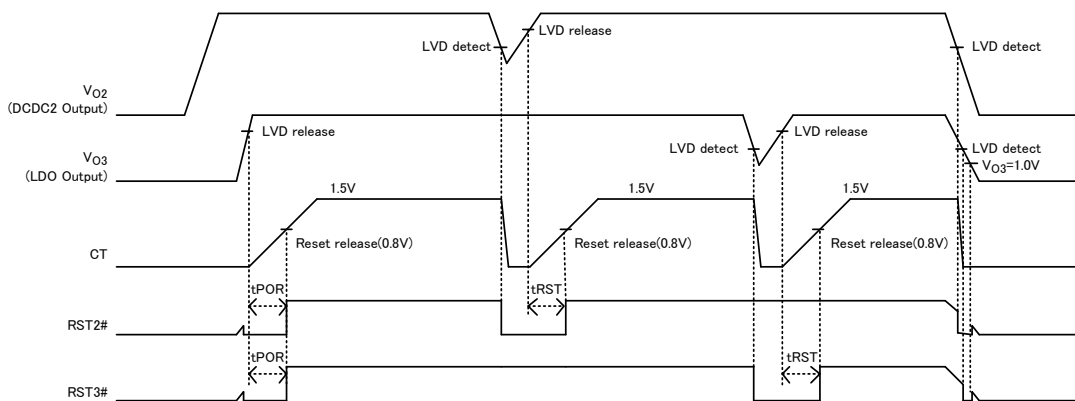 LVD release
LVD detect
LVD detect
VO2
(DCDC2 Output)
LVD release
LVD release
LVD detect
LVD detect
VO3=1.0V
VO3
(LDO Output)
1.5V
1.5V
1.5V
Reset release(0.8V)
Reset release(0.8V)
Reset release(0.8V)
CT
tPOR
tRST
RST2#
tPOR
tRST
RST3#